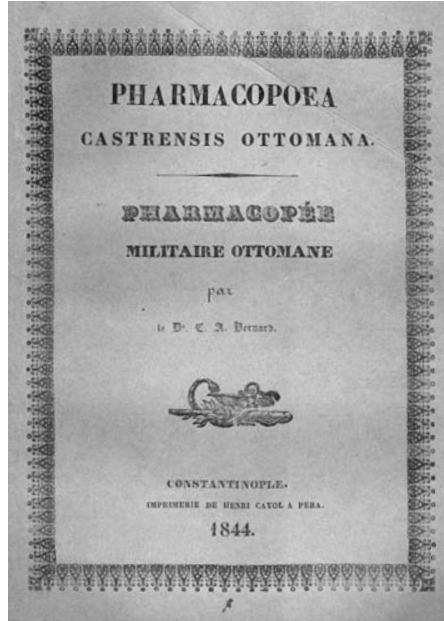 PHARMACOPOEA
CASTRENSIS OTTOMANA.
PHARMACOPÉE
MILITAIRE OTTOMANE
par
le Dr. C. A. Bernard.
CONSTANTINOPLE.
IMPRIMERIE DE HENRI CAYOL A PÉRA.
1844.